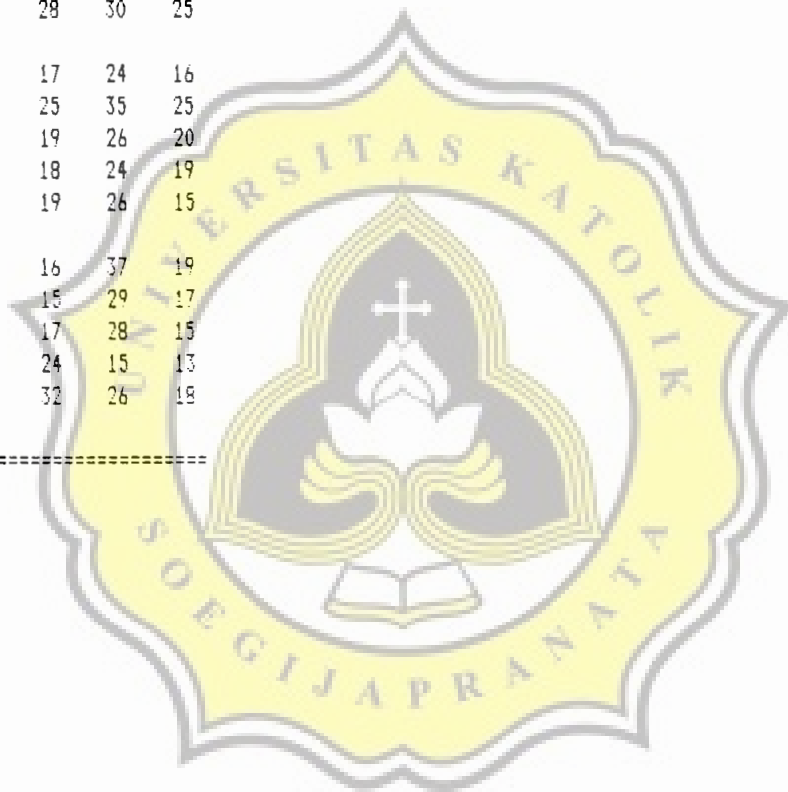 28 30 25
17 24 16
25 35 25
19 26 20
18 24 19
19 26 15
16 37 19
15 29 17
17 28 15
24 15 13
32 26 18
====================
UNIVERSITAS KATOLIK
SOEGIJAPRANATA